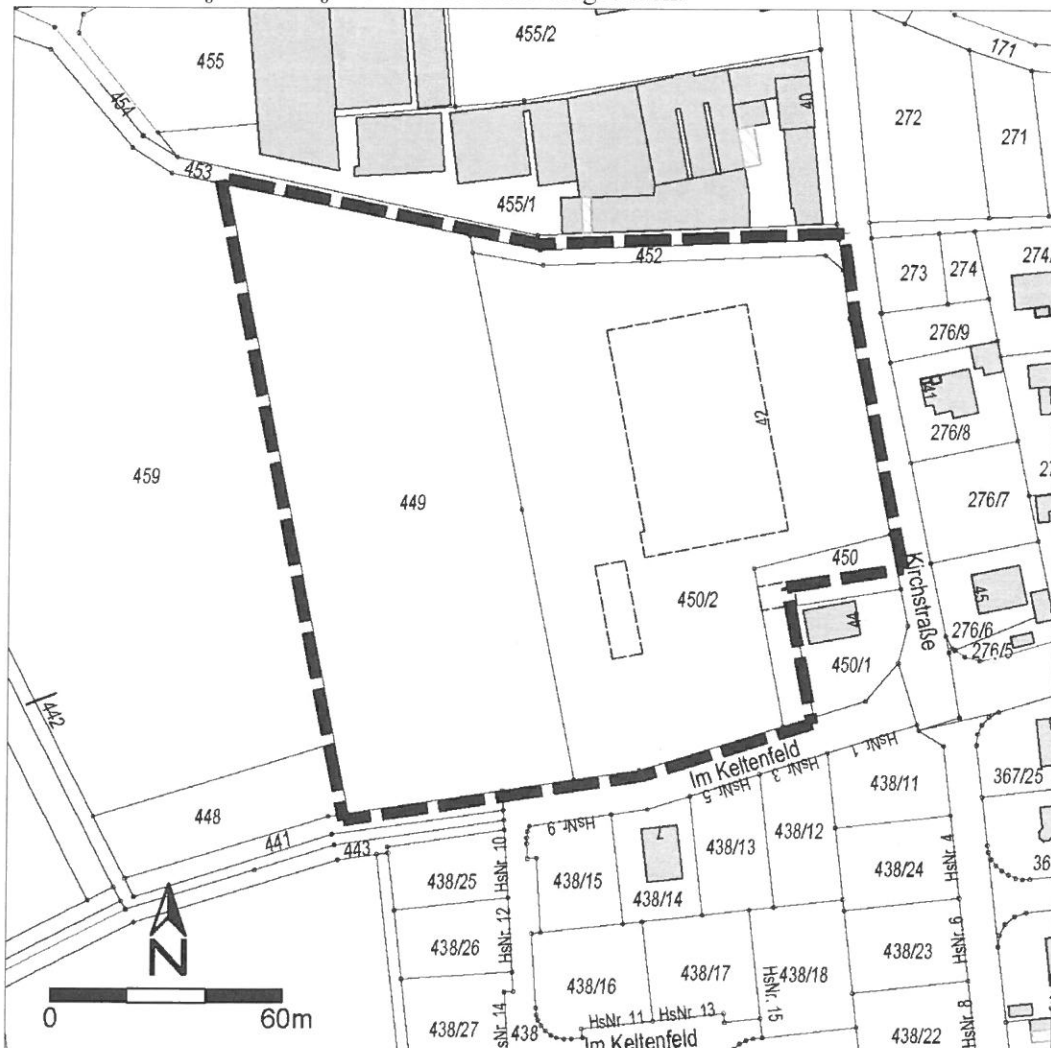 455
455/2
171
454
40
272
271
453
455/1
452
273
274
274
276/9
41
276/8
42
459
449
276/7
450
Kirchstraße
450/2
44
45
276/6
276/5
450/1
442
Im Keltenfeld
HsNr. 1
HsNr. 3
HsNr. 5
438/11
367/25
448
441
443
HsNr. 9
7
438/12
438/13
HsNr. 10
HsNr. 4
438/25
438/15
438/14
438/24
36
N
438/26
HsNr. 12
HsNr. 6
438/16
438/17
438/18
438/23
0
60m
438/27
HsNr. 14
438
HsNr. 11
HsNr. 13
HsNr. 15
438/22
HsNr. 8
Im Keltenfeld